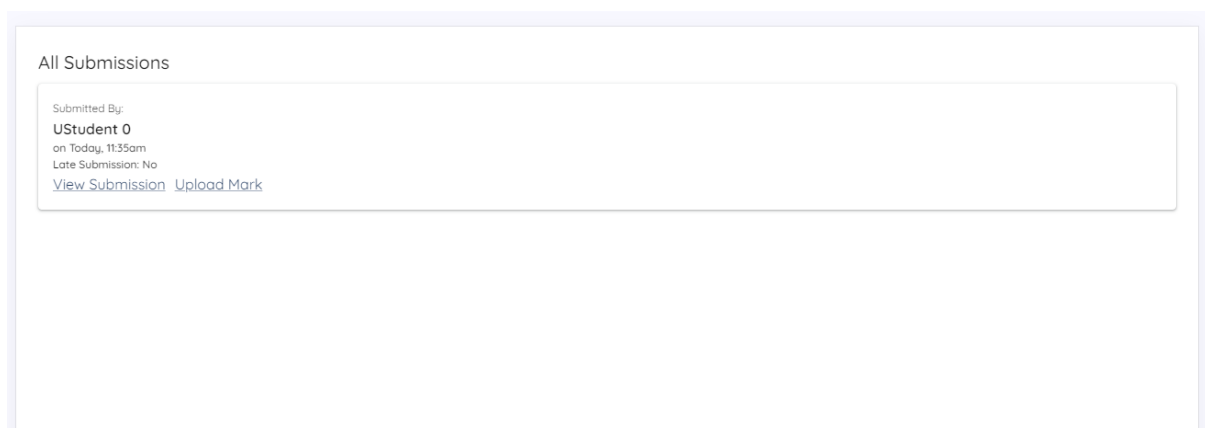 All Submissions
Submitted By:
UStudent 0
on Today, 11:35am
Late Submission: No
View Submission Upload Mark